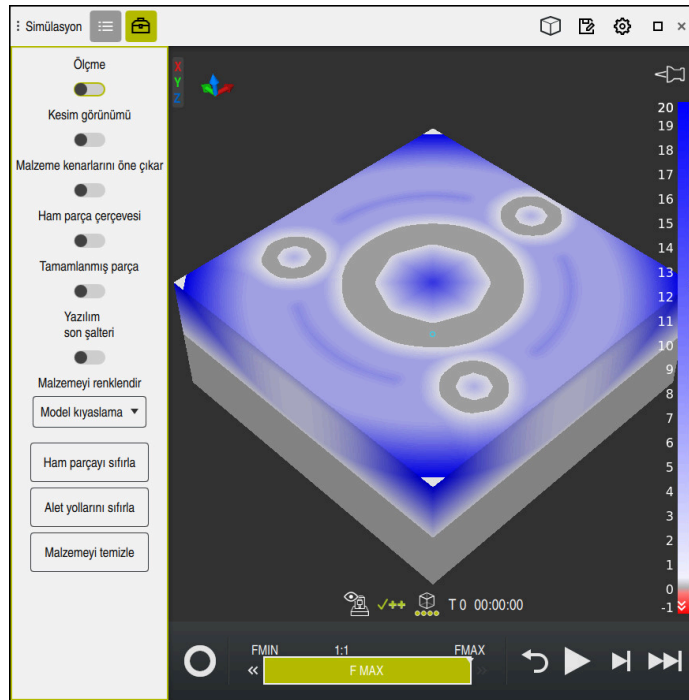 Simülasyon
Ölçme
Kesim görünümü
Malzeme kenarlarını öne çıkar
Ham parça çerçevesi
Tamamlanmış parça
Yazılım
son şalteri
Malzemeyi renklendir
Model kıyaslama
Ham parçayı sıfırla
Alet yollarını sıfırla
Malzemeyi temizle
X
Y
Z
20
19
18
17
16
15
14
13
12
11
10
9
8
7
6
5
4
3
2
1
0
-1
T 0 00:00:00
FMIN 1:1 FMAX
F MAX